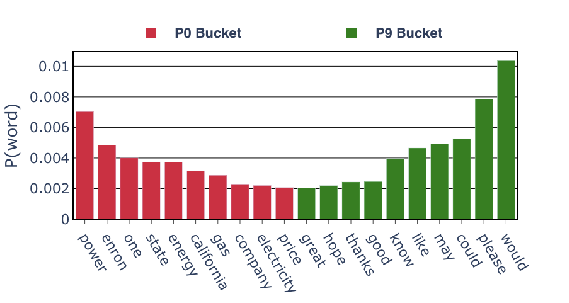 P0 Bucket
P9 Bucket
P(word)
0.01
0.008
0.006
0.004
0.002
0
power
enron
one
state
energy
california
gas
company
electricity
price
great
hope
thanks
good
know
like
may
could
please
would